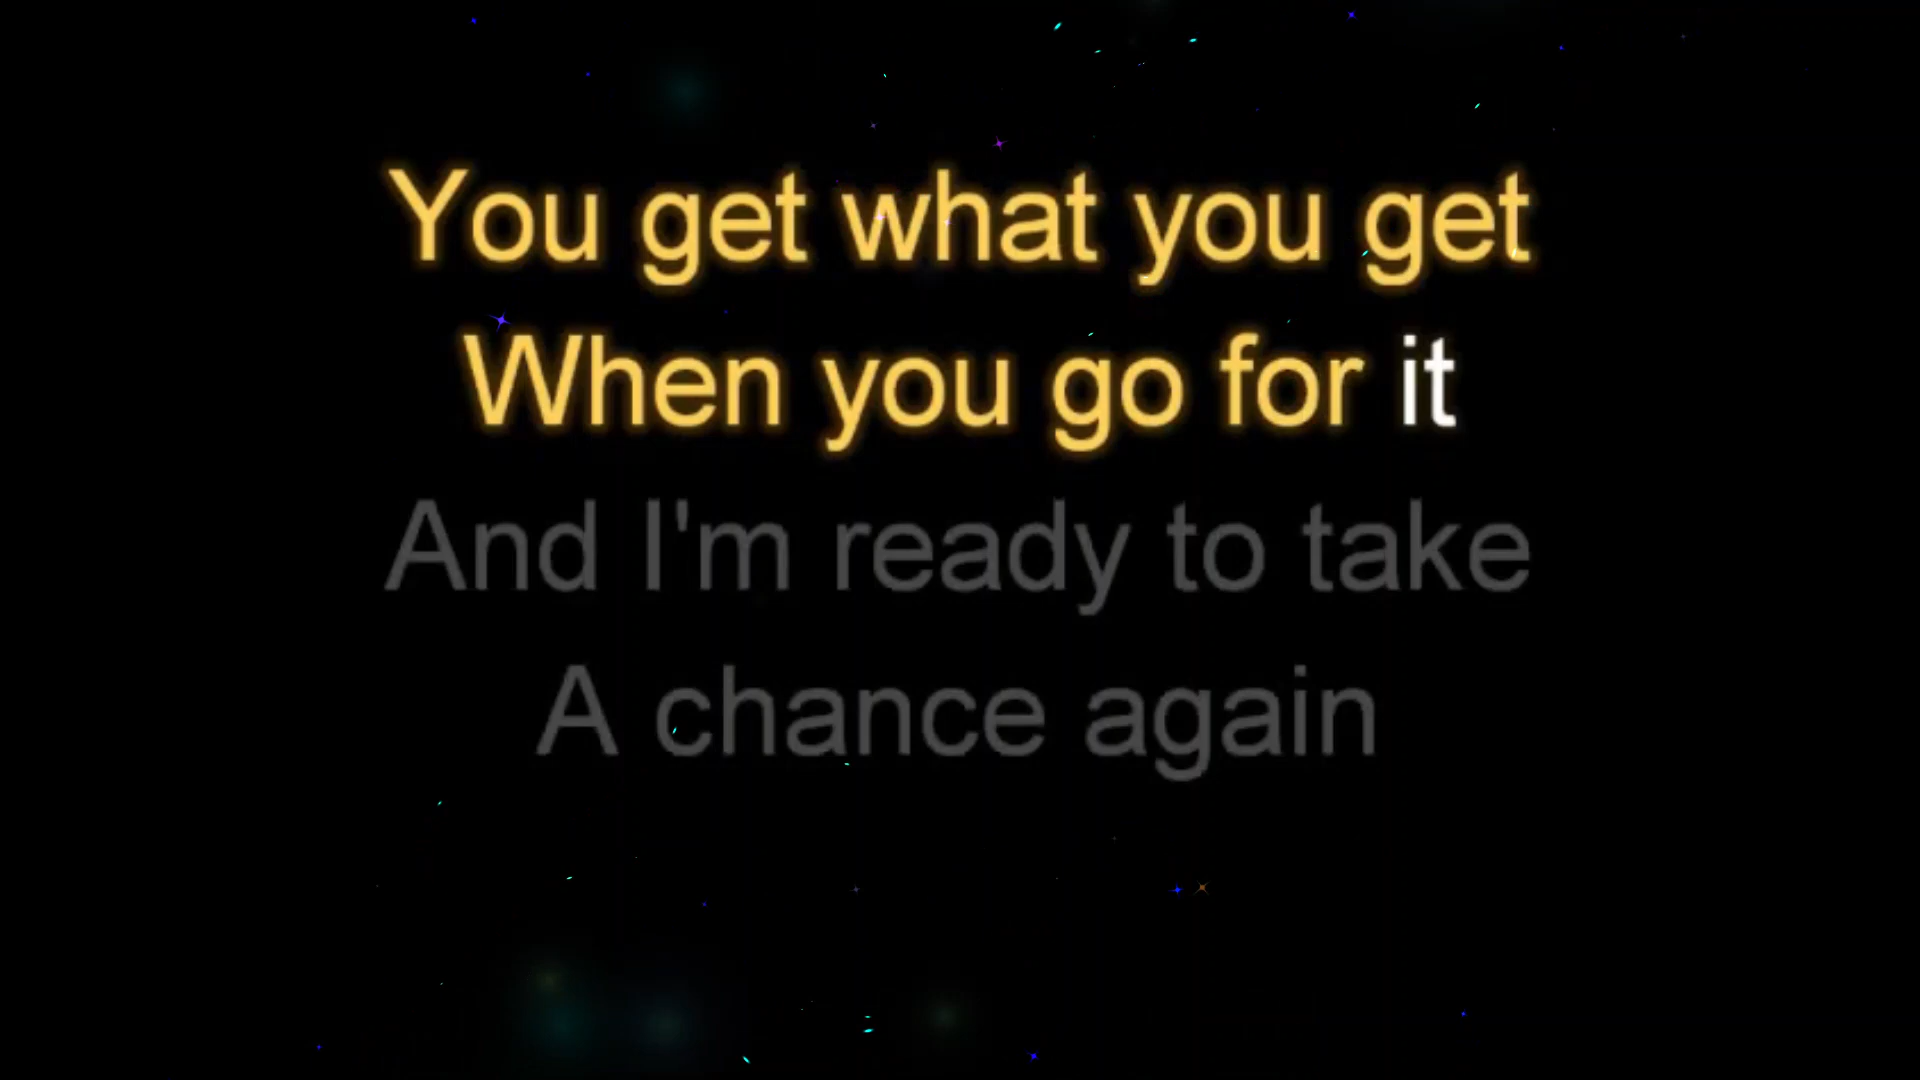 You get what you get
When you go for it
And I'm ready to take
A chance again